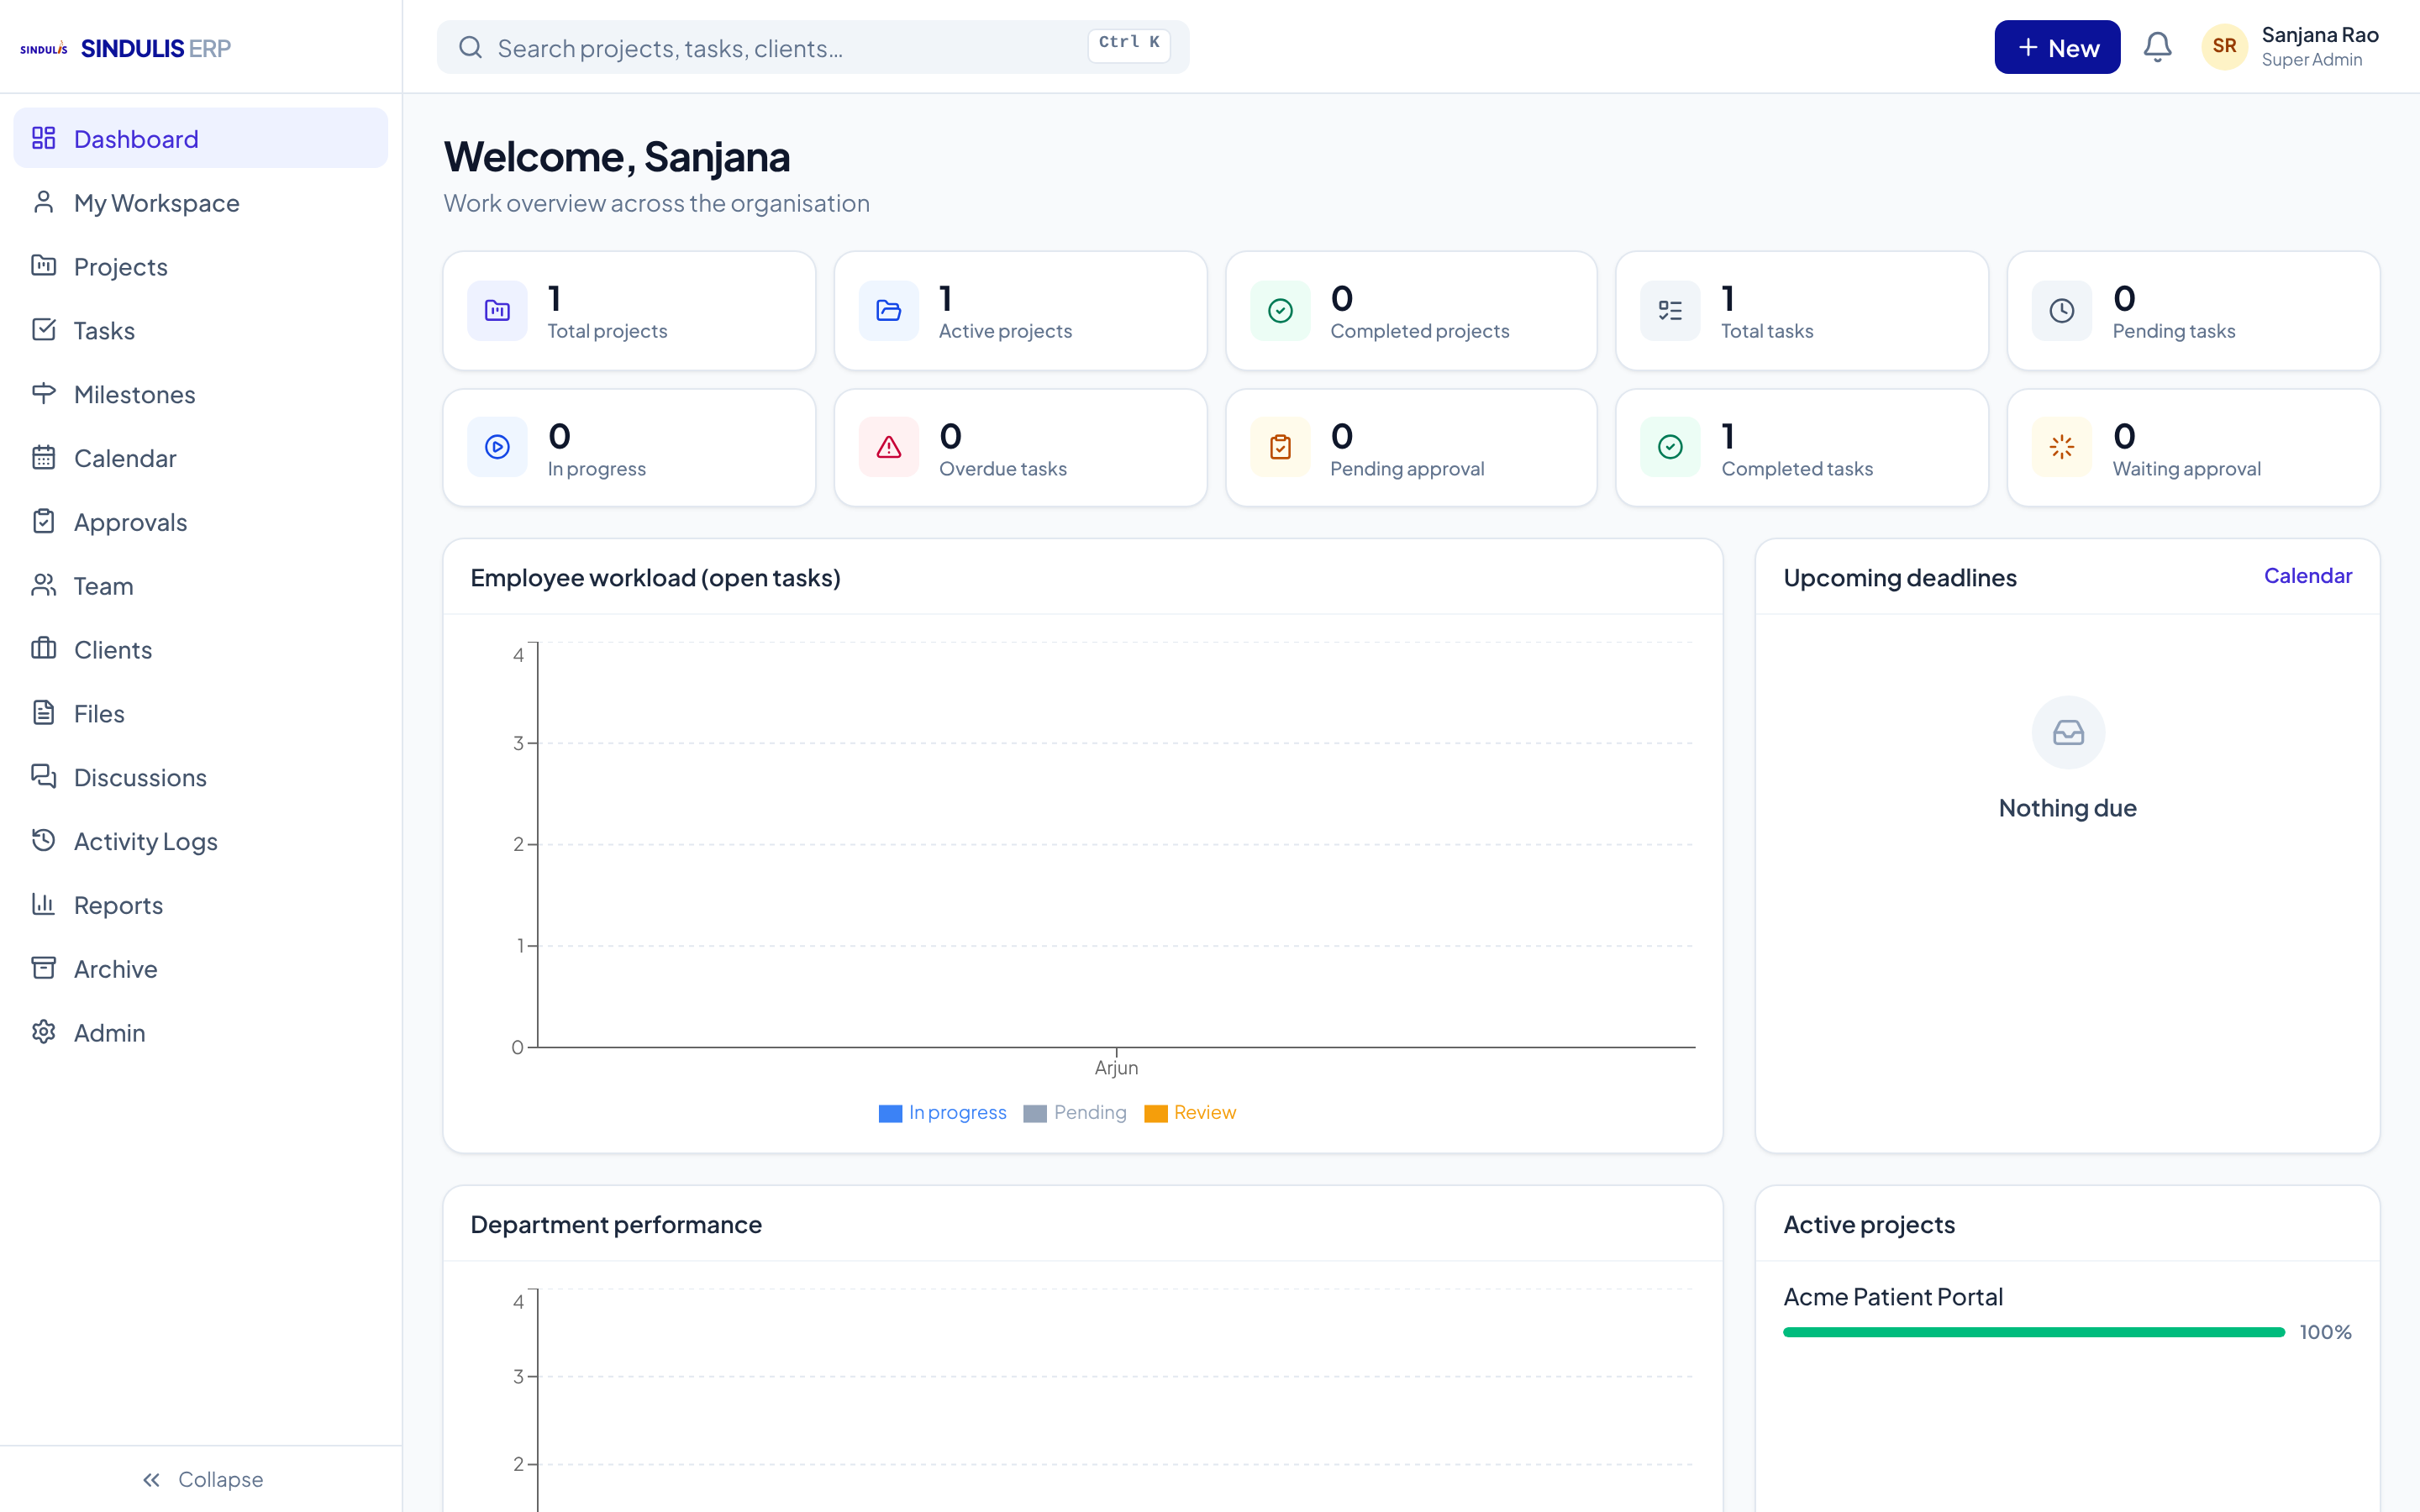 SINDULIS SINDULIS ERP
Search projects, tasks, clients...
Ctrl K
+ New
SR
Sanjana Rao
Super Admin
Dashboard
My Workspace
Projects
Tasks
Milestones
Calendar
Approvals
Team
Clients
Files
Discussions
Activity Logs
Reports
Archive
Admin
Collapse
Welcome, Sanjana
Work overview across the organisation
1
Total projects
1
Active projects
0
Completed projects
1
Total tasks
0
Pending tasks
0
In progress
0
Overdue tasks
0
Pending approval
1
Completed tasks
0
Waiting approval
Employee workload (open tasks)
4
3
2
1
0
Arjun
In progress Pending Review
Upcoming deadlines
Calendar
Nothing due
Department performance
4
3
2
Active projects
Acme Patient Portal
100%